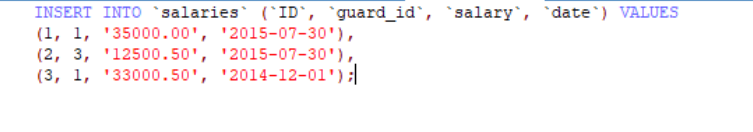 INSERT INTO `salaries` (`ID`, `guard_id`, `salary`, `date`) VALUES
(1, 1, '35000.00', '2015-07-30'),
(2, 3, '12500.50', '2015-07-30'),
(3, 1, '33000.50', '2014-12-01');